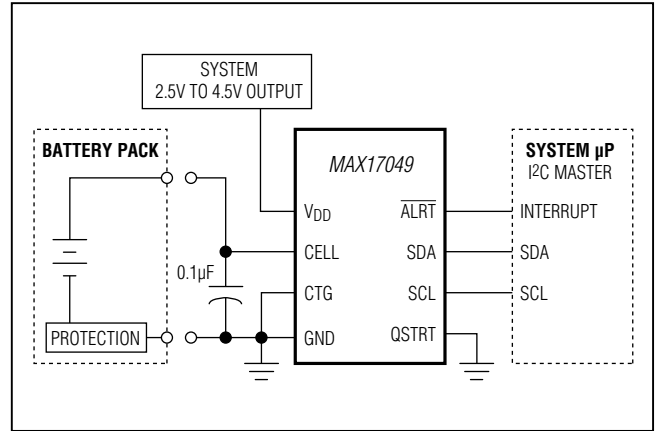 SYSTEM
2.5V TO 4.5V OUTPUT
BATTERY PACK
PROTECTION
0.1µF
MAX17049
VDD
CELL
CTG
GND
ALRT
SDA
SCL
QSTRT
SYSTEM µP
I2C MASTER
INTERRUPT
SDA
SCL